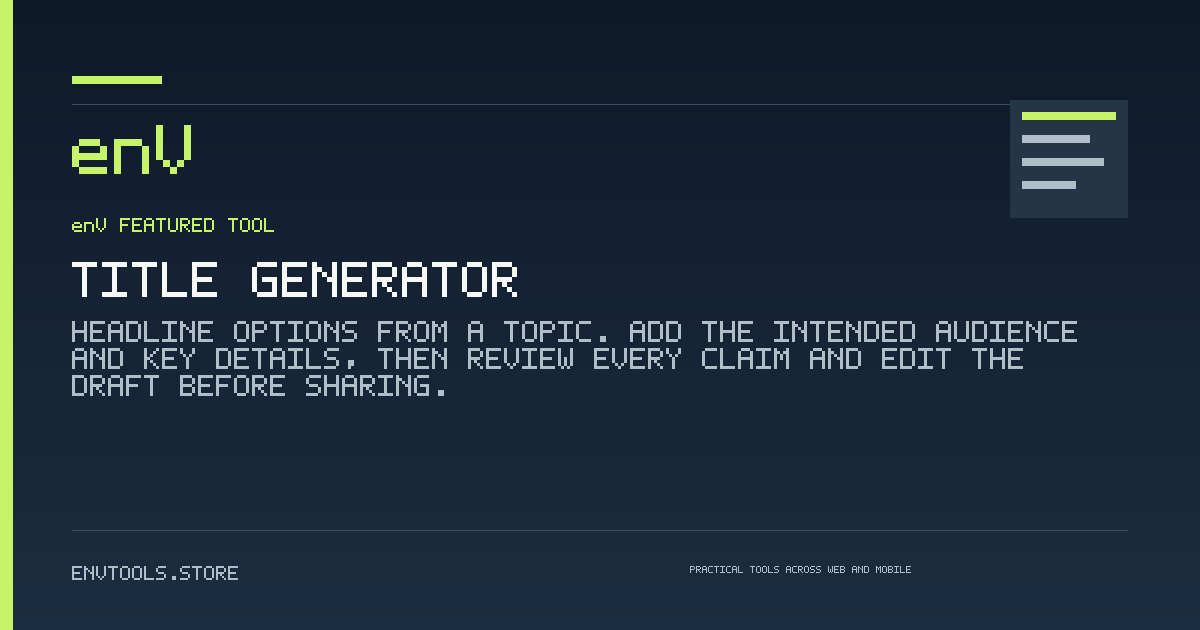 enV
enV FEATURED TOOL
TITLE GENERATOR
HEADLINE OPTIONS FROM A TOPIC. ADD THE INTENDED AUDIENCE
AND KEY DETAILS, THEN REVIEW EVERY CLAIM AND EDIT THE
DRAFT BEFORE SHARING.
ENVTOOLS.STORE
PRACTICAL TOOLS ACROSS WEB AND MOBILE